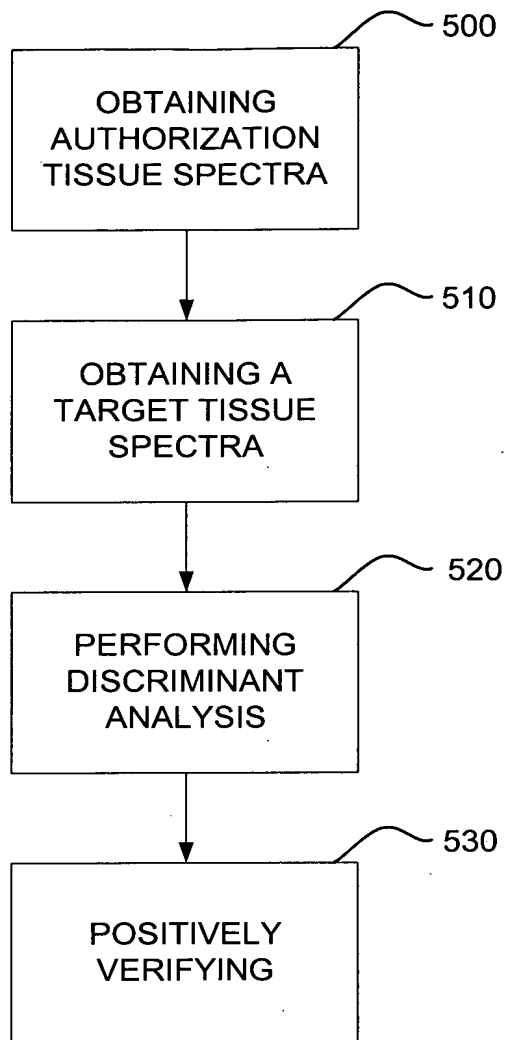 500
OBTAINING
AUTHORIZATION
TISSUE SPECTRA
510
OBTAINING A
TARGET TISSUE
SPECTRA
520
PERFORMING
DISCRIMINANT
ANALYSIS
530
POSITIVELY
VERIFYING